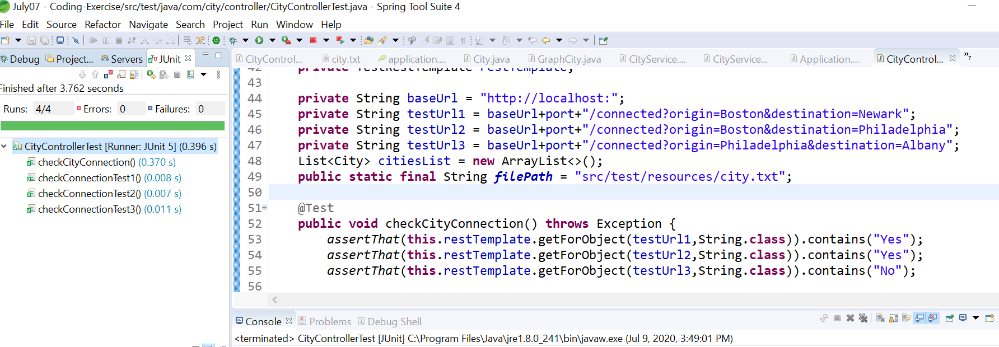 July07 - Coding-Exercise/src/test/java/com/city/controller/CityControllerTest.java - Spring Tool Suite 4
File Edit Source Refactor Navigate Search Project Run Window Help
Debug Project... Servers JUnit
Finished after 3.762 seconds
Runs: 4/4 Errors: 0 Failures: 0
CityControllerTest [Runner: JUnit 5] (0.396 s)
checkCityConnection() (0.370 s)
checkConnectionTest1() (0.008 s)
checkConnectionTest2() (0.007 s)
checkConnectionTest3() (0.011 s)
CityControl... city.txt application.... City.java GraphCity.java CityService.... CityService... Application.... CityControl... »7
42 private TestRestTemplate restTemplate;
43
44 private String baseUrl = "http://localhost:";
45 private String testUrl1 = baseUrl+port+"/connected?origin=Boston&destination=Newark";
46 private String testUrl2 = baseUrl+port+"/connected?origin=Boston&destination=Philadelphia";
47 private String testUrl3 = baseUrl+port+"/connected?origin=Philadelphia&destination=Albany";
48 List<City> citiesList = new ArrayList<>();
49 public static final String filePath = "src/test/resources/city.txt";
50
51 @Test
52 public void checkCityConnection() throws Exception {
53 assertThat(this.restTemplate.getForObject(testUrl1,String.class)).contains("Yes");
54 assertThat(this.restTemplate.getForObject(testUrl2,String.class)).contains("Yes");
55 assertThat(this.restTemplate.getForObject(testUrl3,String.class)).contains("No");
56
Console Problems Debug Shell
<terminated> CityControllerTest [JUnit] C:\Program Files\Java\jre1.8.0_241\bin\javaw.exe (Jul 9, 2020, 3:49:01 PM)